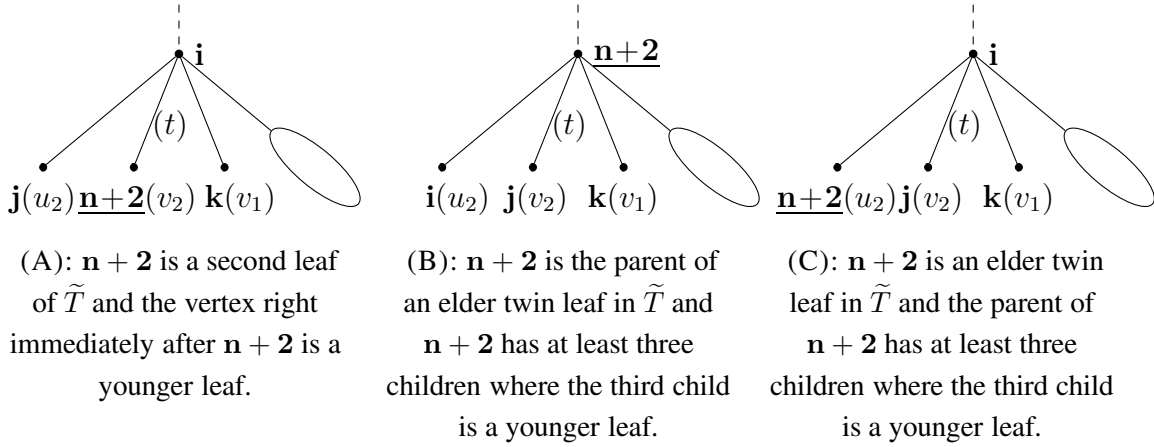 i
(t)
j(u₂) n+2(v₂) k(v₁)
n+2
(t)
i(u₂) j(v₂) k(v₁)
i
(t)
n+2(u₂) j(v₂) k(v₁)
(A): n + 2 is a second leaf
of T̃ and the vertex right
immediately after n + 2 is a
younger leaf.
(B): n + 2 is the parent of
an elder twin leaf in T̃ and
n + 2 has at least three
children where the third child
is a younger leaf.
(C): n + 2 is an elder twin
leaf in T̃ and the parent of
n + 2 has at least three
children where the third child
is a younger leaf.